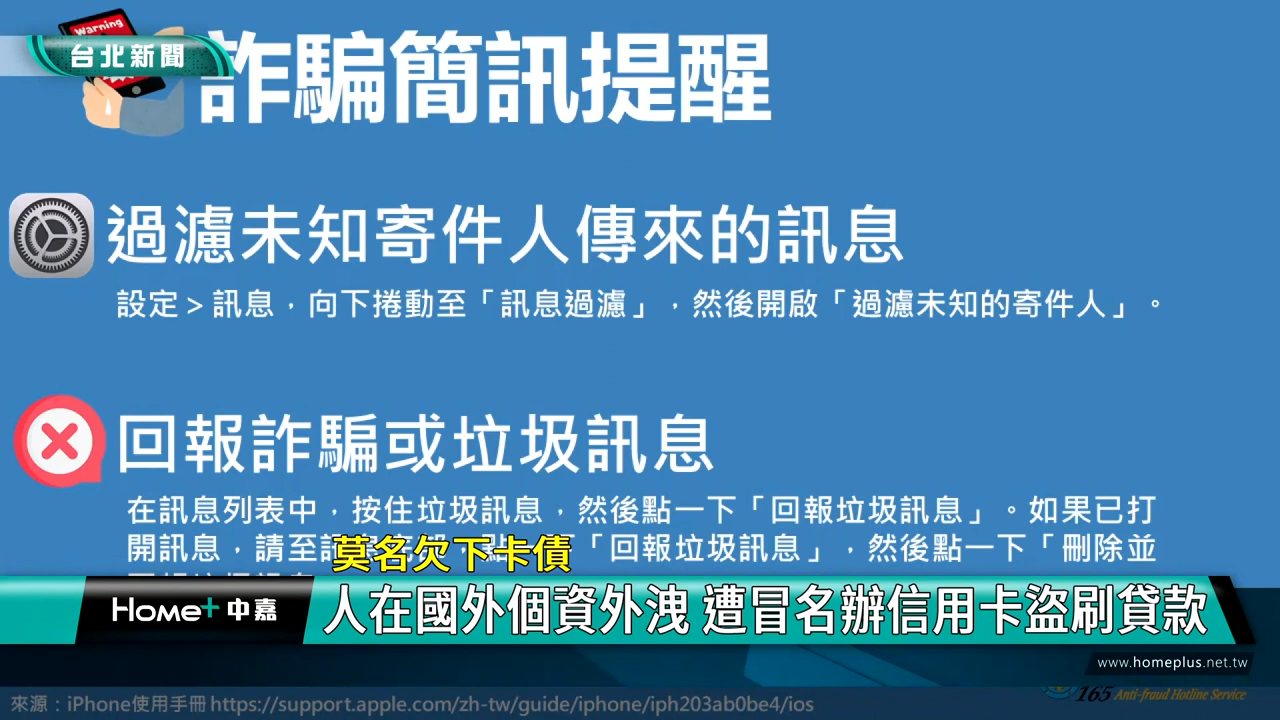 Warning
台北新聞
詐騙簡訊提醒
過濾未知寄件人傳來的訊息
設定 > 訊息，向下捲動至「訊息過濾」，然後開啟「過濾未知的寄件人」。
回報詐騙或垃圾訊息
在訊息列表中，按住垃圾訊息，然後點一下「回報垃圾訊息」。如果已打
開訊息，請至訊息底部，點一下「回報垃圾訊息」，然後點一下「刪除並
莫名欠下卡債
Home+中嘉
人在國外個資外洩 遭冒名辦信用卡盜刷貸款
www.homeplus.net.tw
來源：iPhone使用手冊 https://support.apple.com/zh-tw/guide/iphone/iph203ab0be4/ios
165 Anti-fraud Hotline Service